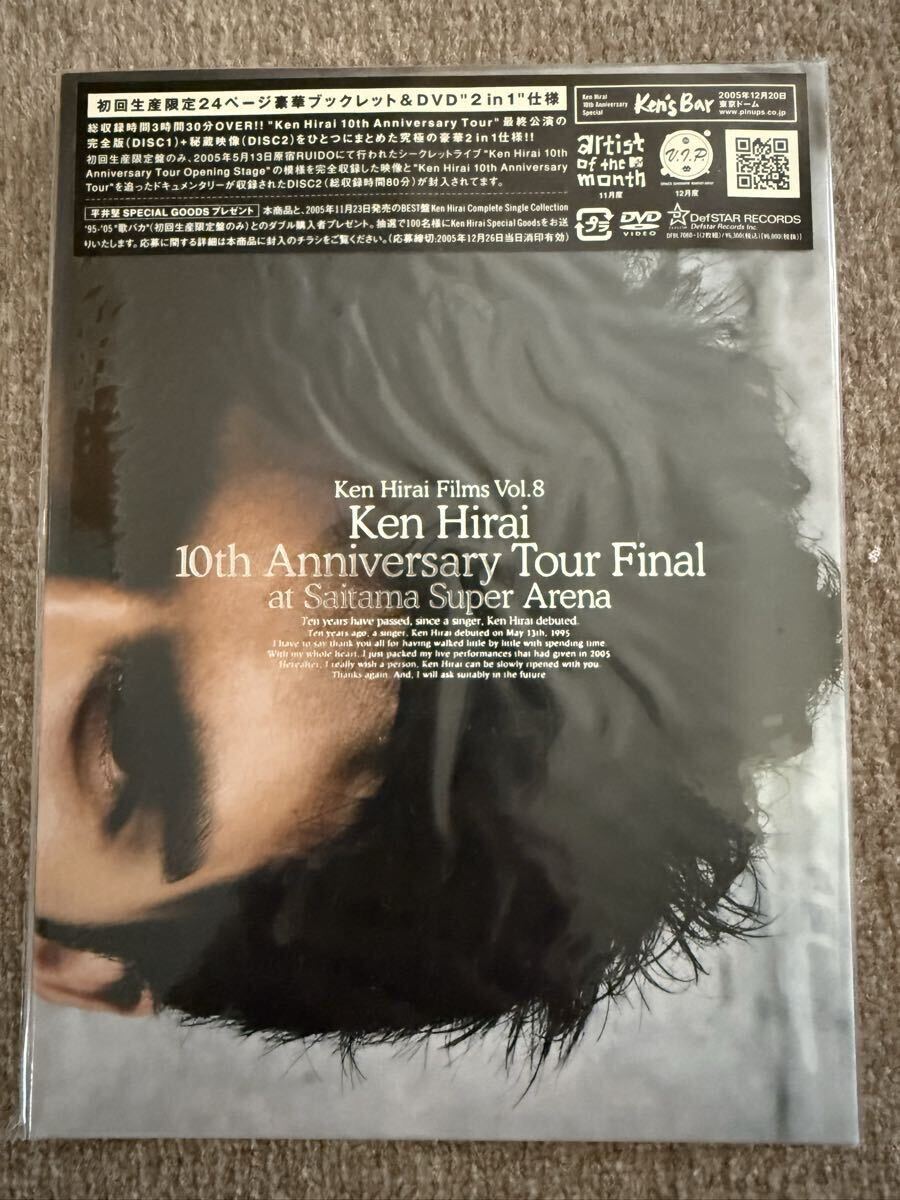 初回生産限定24ページ豪華ブックレット&DVD"2 in 1"仕様
総収録時間3時間30分OVER!! "Ken Hirai 10th Anniversary Tour" 最終公演の
完全版(DISC1)+秘蔵映像(DISC2)をひとつにまとめた究極の豪華2 in 1仕様!!
初回生産限定盤のみ、2005年5月13日原宿RUIDOにて行われたシークレットライブ "Ken Hirai 10th
Anniversary Tour Opening Stage" の模様を完全収録した映像と "Ken Hirai 10th Anniversary
Tour"を追ったドキュメンタリーが収録されたDISC2(総収録時間80分)が封入されてます。
平井堅 SPECIAL GOODS プレゼント 本商品と、2005年11月23日発売のBEST盤Ken Hirai Complete Single Collection
'95-'05 "歌バカ"(初回生産限定盤のみ)とのダブル購入者プレゼント。抽選で100名様にKen Hirai Special Goodsをお送
りいたします。応募に関する詳細は本商品に封入のチラシをご覧ください。(応募締切:2005年12月26日当日消印有効)
Ken Hirai
10th Anniversary
Special
Ken's Bar
2005年12月20日
東京ドーム
www.pinups.co.jp
artist
of the
month
11月度
V.I.P.
12月度
プラ
DVD
VIDEO
DefSTAR RECORDS
Defstar Records Inc.
Ken Hirai Films Vol.8
Ken Hirai
10th Anniversary Tour Final
at Saitama Super Arena
Ten years have passed, since a singer, Ken Hirai debuted.
Ten years ago, a singer, Ken Hirai debuted on May 13th, 1995
I have to say thank you all for having walked little by little with spending time.
With my whole heart, I just packed my live performances that had given in 2005
Hereafter, I really wish a person, Ken Hirai can be slowly ripened with you.
Thanks again. And, I will ask suitably in the future